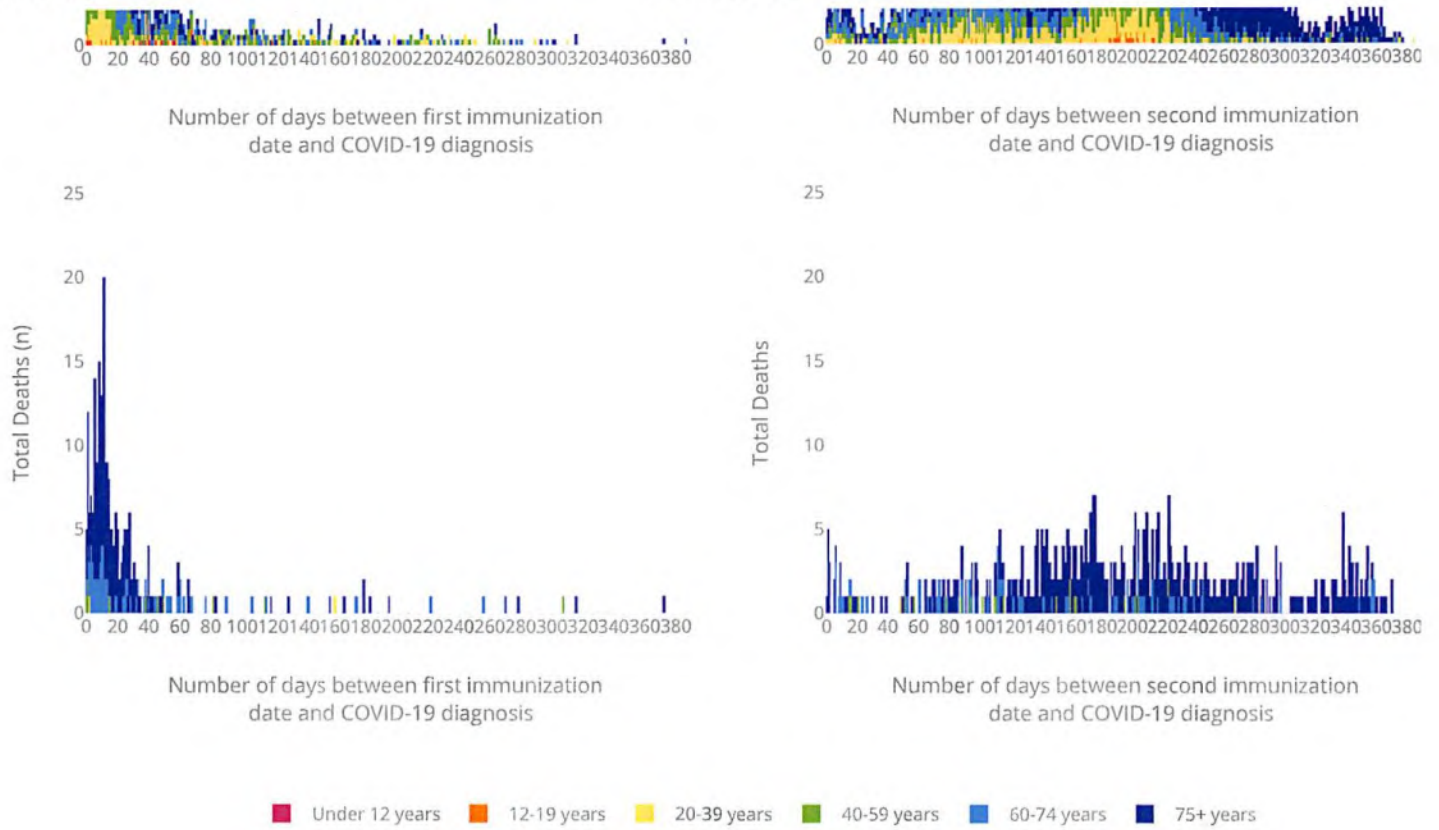 0
0 20 40 60 80 100120140160180200220240260280300320340360380
Number of days between first immunization
date and COVID-19 diagnosis
0
0 20 40 60 80 100120140160180200220240260280300320340360380
Number of days between second immunization
date and COVID-19 diagnosis
25
20
15
10
5
0
Total Deaths (n)
0 20 40 60 80 100120140160180200220240260280300320340360380
Number of days between first immunization
date and COVID-19 diagnosis
25
20
15
10
5
0
Total Deaths
0 20 40 60 80 100120140160180200220240260280300320340360380
Number of days between second immunization
date and COVID-19 diagnosis
Under 12 years 12-19 years 20-39 years 40-59 years 60-74 years 75+ years